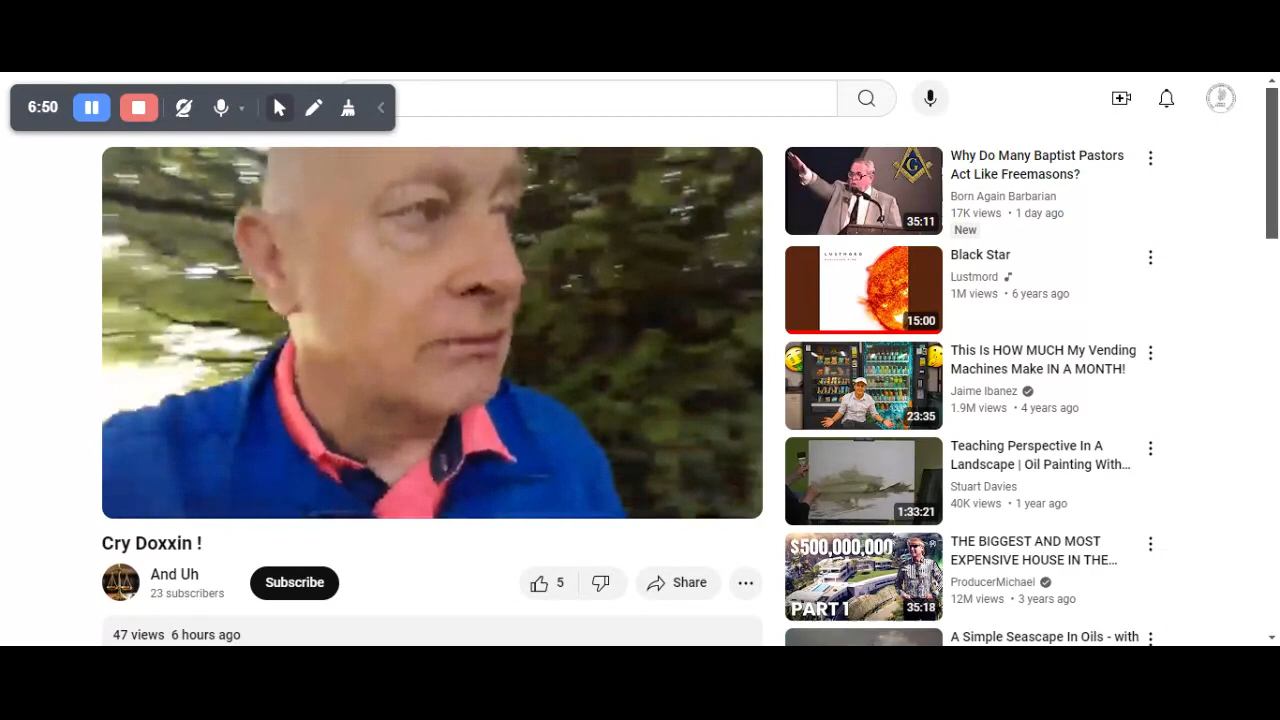 6:50
Cry Doxxin !
And Uh
23 subscribers
Subscribe
5
Share
47 views 6 hours ago
G
35:11
Why Do Many Baptist Pastors
Act Like Freemasons?
Born Again Barbarian
17K views • 1 day ago
New
LUSTMORD
15:00
Black Star
Lustmord
1M views • 6 years ago
23:35
This Is HOW MUCH My Vending
Machines Make IN A MONTH!
Jaime Ibanez
1.9M views • 4 years ago
1:33:21
Teaching Perspective In A
Landscape | Oil Painting With...
Stuart Davies
40K views • 1 year ago
$500,000,000
PART 1
35:18
THE BIGGEST AND MOST
EXPENSIVE HOUSE IN THE...
ProducerMichael
12M views • 3 years ago
A Simple Seascape In Oils - with